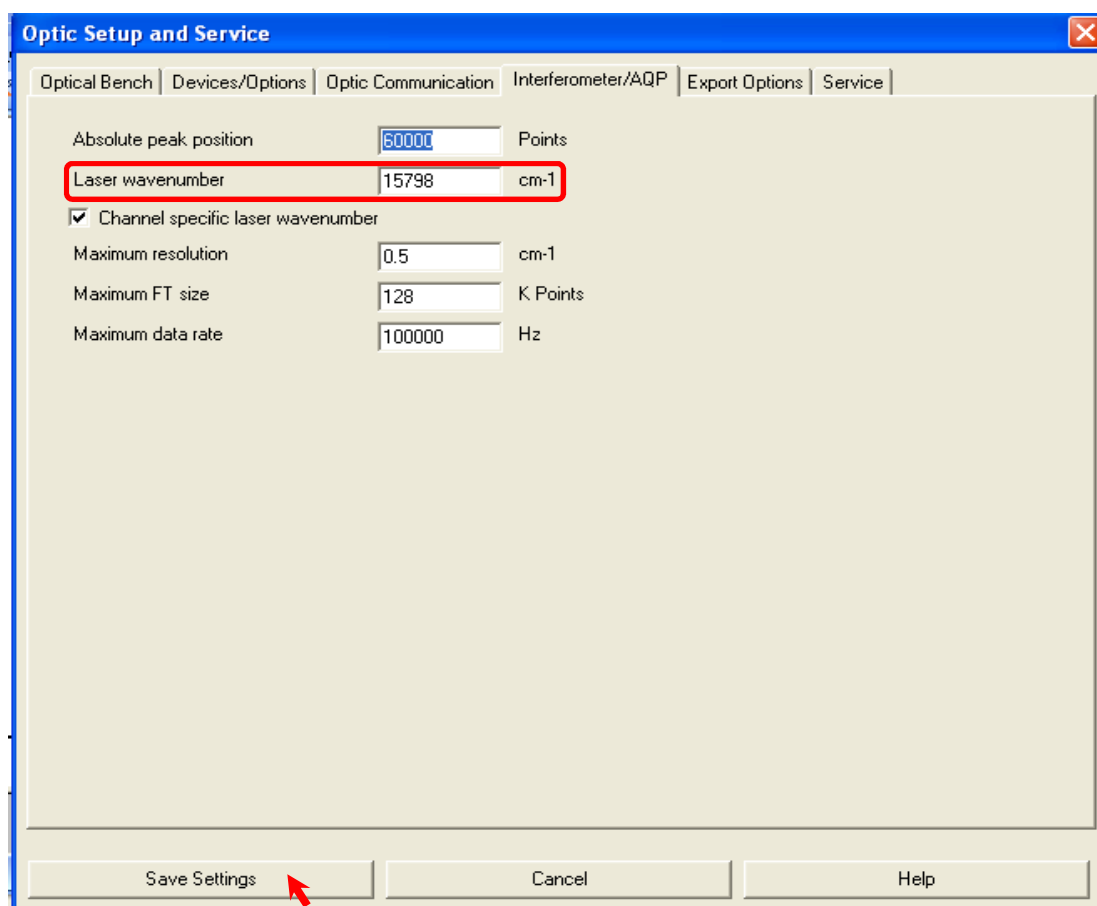 Optic Setup and Service
Optical Bench Devices/Options Optic Communication Interferometer/AQP Export Options Service
Absolute peak position 60000 Points
Laser wavenumber 15798 cm-1
Channel specific laser wavenumber
Maximum resolution 0.5 cm-1
Maximum FT size 128 K Points
Maximum data rate 100000 Hz
Save Settings Cancel Help